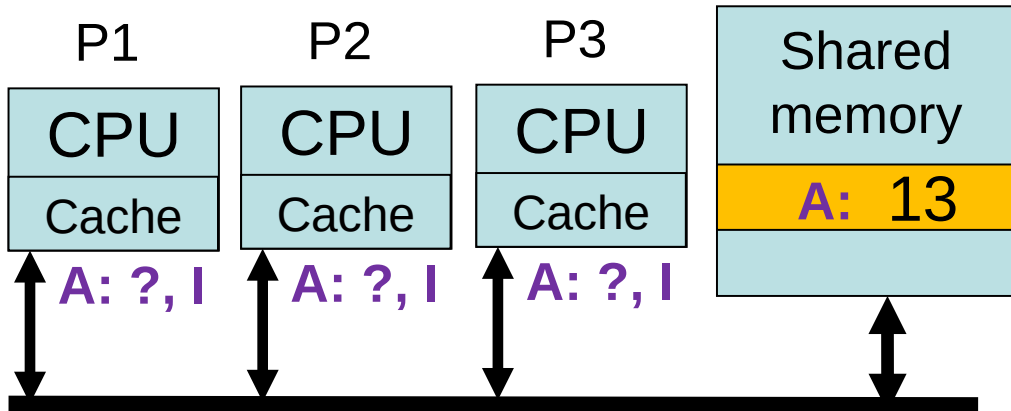 P1
CPU
Cache
A: ?, I
P2
CPU
Cache
A: ?, I
P3
CPU
Cache
A: ?, I
Shared
memory
A: 13